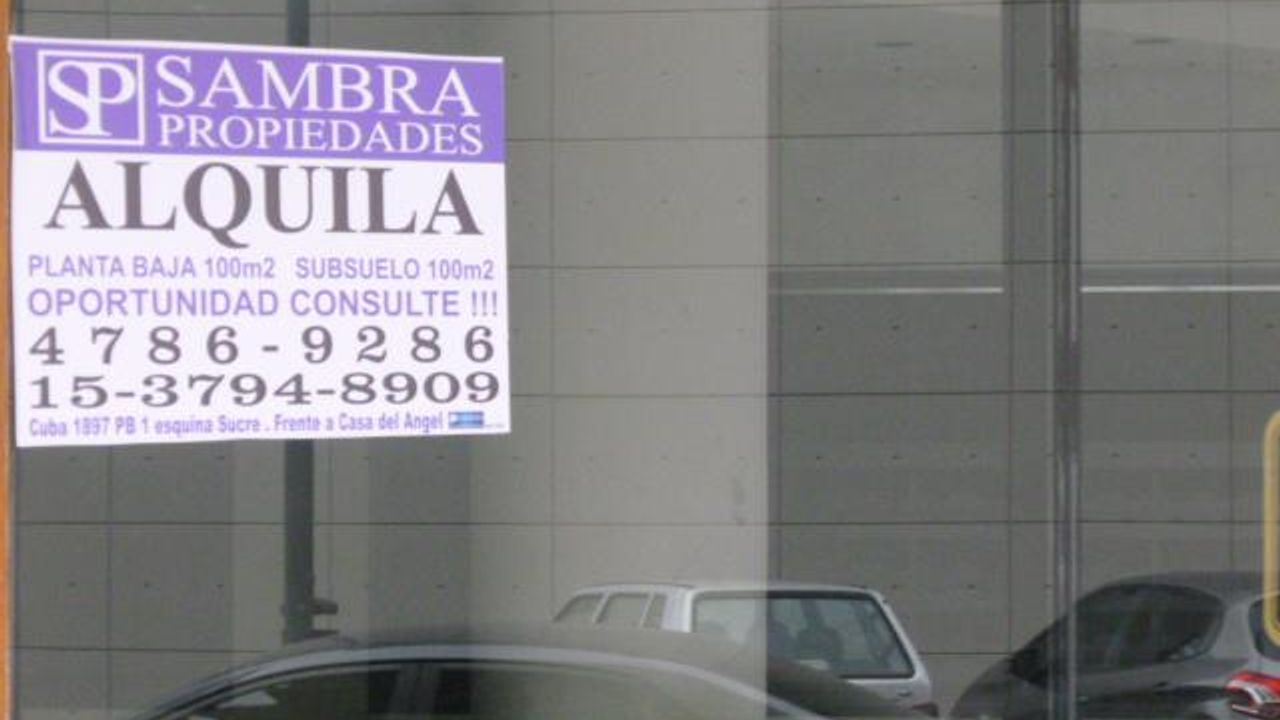 SP SAMBRA
PROPIEDADES
ALQUILA
PLANTA BAJA 100m2 SUBSUELO 100m2
OPORTUNIDAD CONSULTE !!!
4786-9286
15-3794-8909
Cuba 1897 PB 1 esquina Sucre . Frente a Casa del Angel